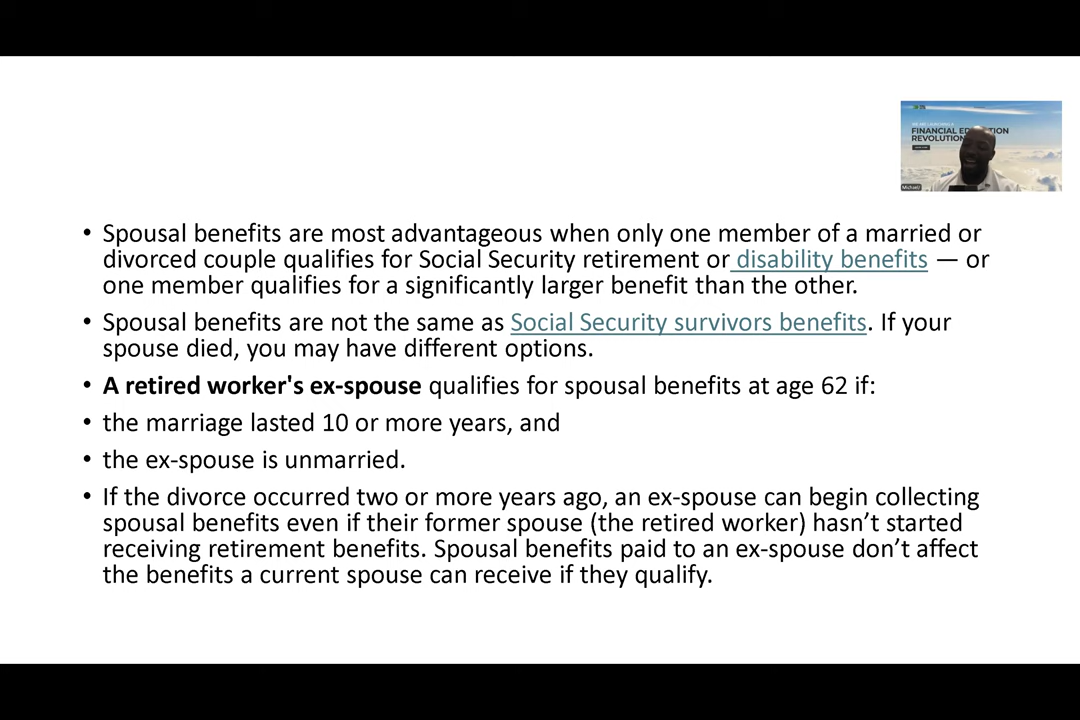 FINANCIAL ED TION
REVOLUTION
Michael
• Spousal benefits are most advantageous when only one member of a married or
divorced couple qualifies for Social Security retirement or disability benefits — or
one member qualifies for a significantly larger benefit than the other.
• Spousal benefits are not the same as Social Security survivors benefits. If your
spouse died, you may have different options.
• A retired worker's ex-spouse qualifies for spousal benefits at age 62 if:
• the marriage lasted 10 or more years, and
• the ex-spouse is unmarried.
• If the divorce occurred two or more years ago, an ex-spouse can begin collecting
spousal benefits even if their former spouse (the retired worker) hasn’t started
receiving retirement benefits. Spousal benefits paid to an ex-spouse don’t affect
the benefits a current spouse can receive if they qualify.